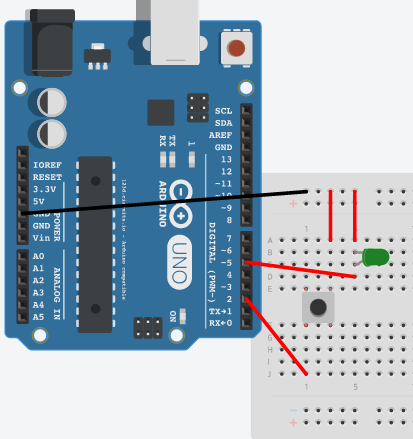 SCL
SDA
AREF
GND
13
12
~11
~10
~9
8
7
~6
~5
4
~3
2
TX→1
RX←0
DIGITAL (PWM~)
RX
TX
1
ARDUINO
UNO
ON
IOREF
RESET
3.3V
5V
GND
GND
Vin
POWER
A0
A1
A2
A3
A4
A5
ANALOG IN
123d.circuits.io - Arduino compatible
+
1
A
B
C
D
E
G
H
I
J
1
5
-
+